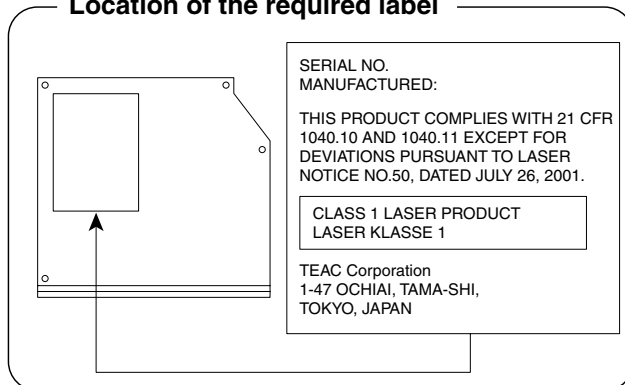 Location of the required label
SERIAL NO.
MANUFACTURED:
THIS PRODUCT COMPLIES WITH 21 CFR
1040.10 AND 1040.11 EXCEPT FOR
DEVIATIONS PURSUANT TO LASER
NOTICE NO.50, DATED JULY 26, 2001.
CLASS 1 LASER PRODUCT
LASER KLASSE 1
TEAC Corporation
1-47 OCHIAI, TAMA-SHI,
TOKYO, JAPAN